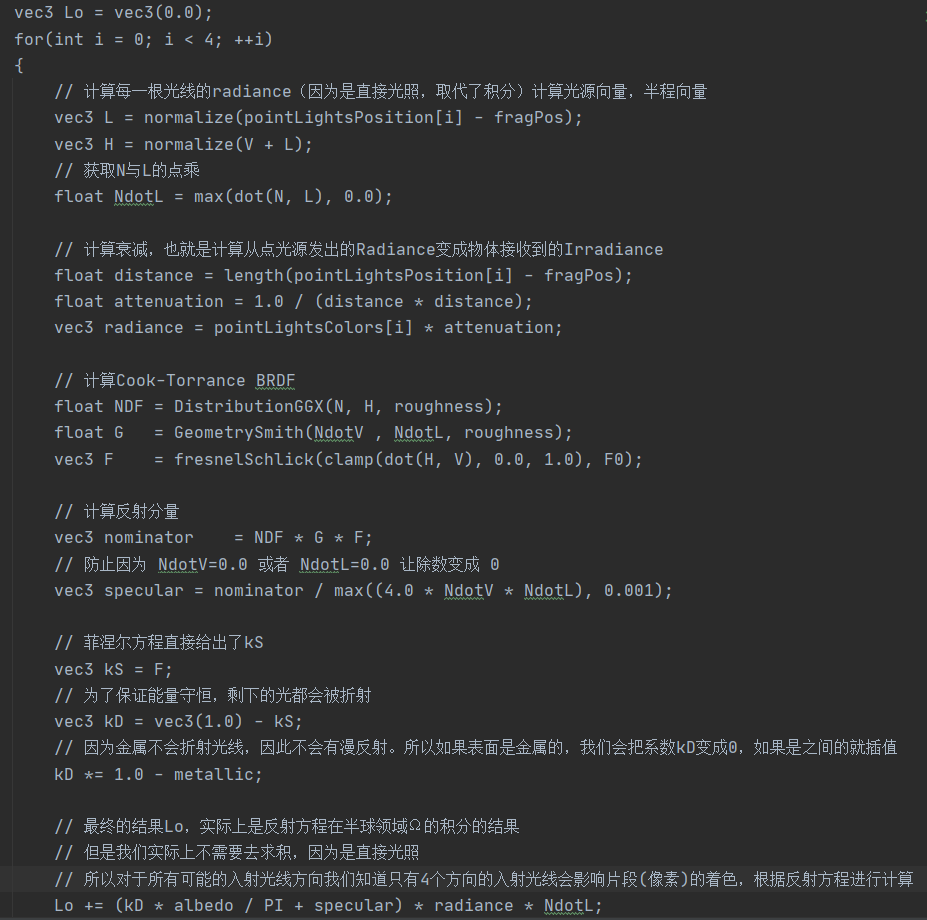 vec3 Lo = vec3(0.0);
for(int i = 0; i < 4; ++i)
{
    // 计算每一根光线的radiance（因为是直接光照，取代了积分）计算光源向量，半程向量
    vec3 L = normalize(pointLightsPosition[i] - fragPos);
    vec3 H = normalize(V + L);
    // 获取N与L的点乘
    float NdotL = max(dot(N, L), 0.0);

    // 计算衰减，也就是计算从点光源发出的Radiance变成物体接收到的Irradiance
    float distance = length(pointLightsPosition[i] - fragPos);
    float attenuation = 1.0 / (distance * distance);
    vec3 radiance = pointLightsColors[i] * attenuation;

    // 计算Cook-Torrance BRDF
    float NDF = DistributionGGX(N, H, roughness);
    float G   = GeometrySmith(NdotV , NdotL, roughness);
    vec3 F    = fresnelSchlick(clamp(dot(H, V), 0.0, 1.0), F0);

    // 计算反射分量
    vec3 nominator    = NDF * G * F;
    // 防止因为 NdotV=0.0 或者 NdotL=0.0 让除数变成 0
    vec3 specular = nominator / max((4.0 * NdotV * NdotL), 0.001);

    // 菲涅尔方程直接给出了kS
    vec3 kS = F;
    // 为了保证能量守恒，剩下的光都会被折射
    vec3 kD = vec3(1.0) - kS;
    // 因为金属不会折射光线，因此不会有漫反射。所以如果表面是金属的，我们会把系数kD变成0，如果是之间的就插值
    kD *= 1.0 - metallic;

    // 最终的结果Lo，实际上是反射方程在半球领域Ω的积分的结果
    // 但是我们实际上不需要去求积，因为是直接光照
    // 所以对于所有可能的入射光线方向我们知道只有4个方向的入射光线会影响片段(像素)的着色，根据反射方程进行计算
    Lo += (kD * albedo / PI + specular) * radiance * NdotL;